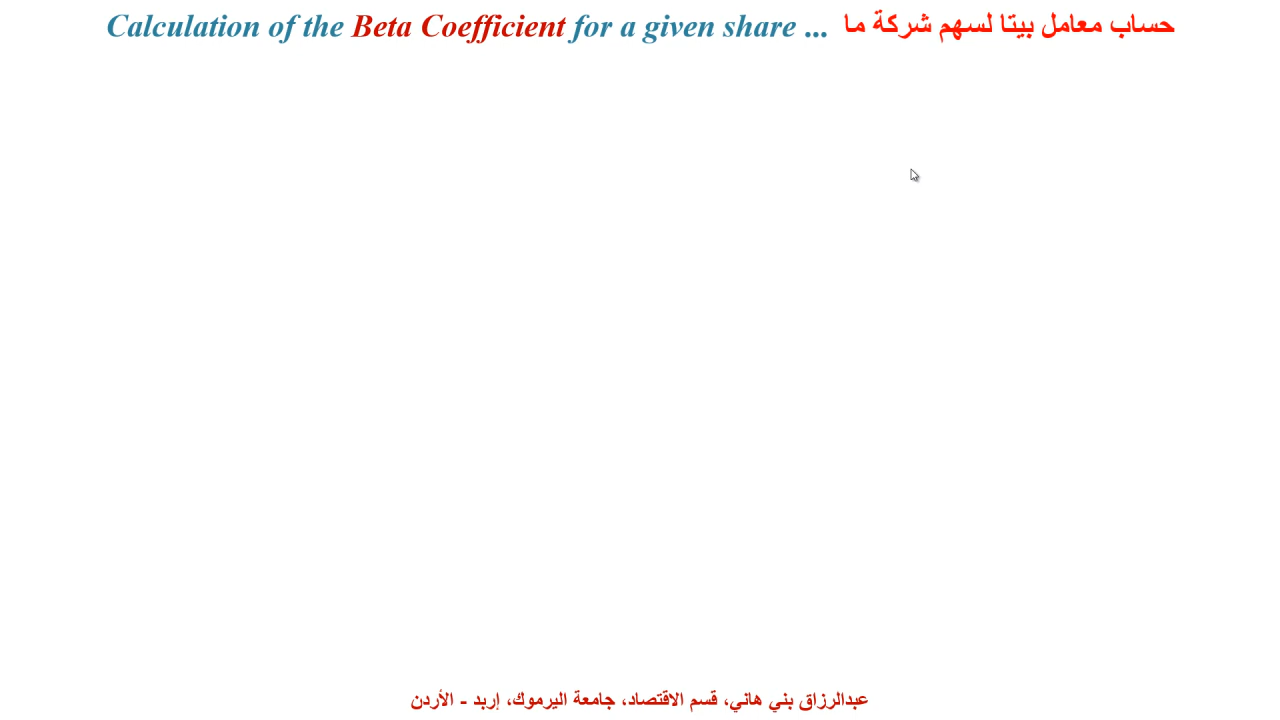 Calculation of the Beta Coefficient for a given share ... حساب معامل بيتا لسهم شركة ما
عبدالرزاق بني هاني، قسم الاقتصاد، جامعة اليرموك، إربد - الأردن